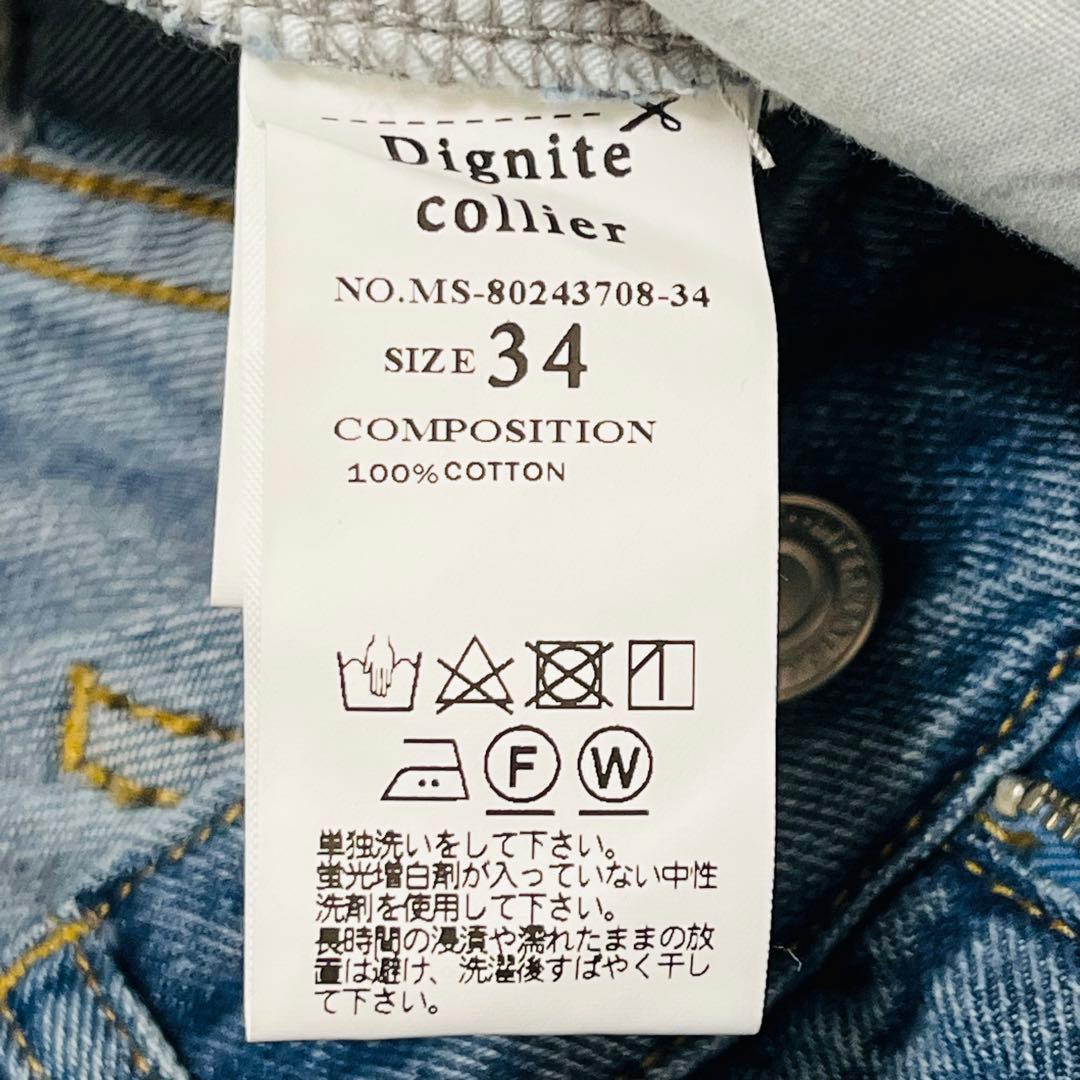 Dignite
collier
NO.MS-80243708-34
SIZE 34
COMPOSITION
100%COTTON
F W
単独洗いをして下さい。
蛍光増白剤が入っていない中性
洗剤を使用して下さい。
長時間の浸漬や濡れたままの放
置は避け、洗濯後すばやく干し
て下さい。